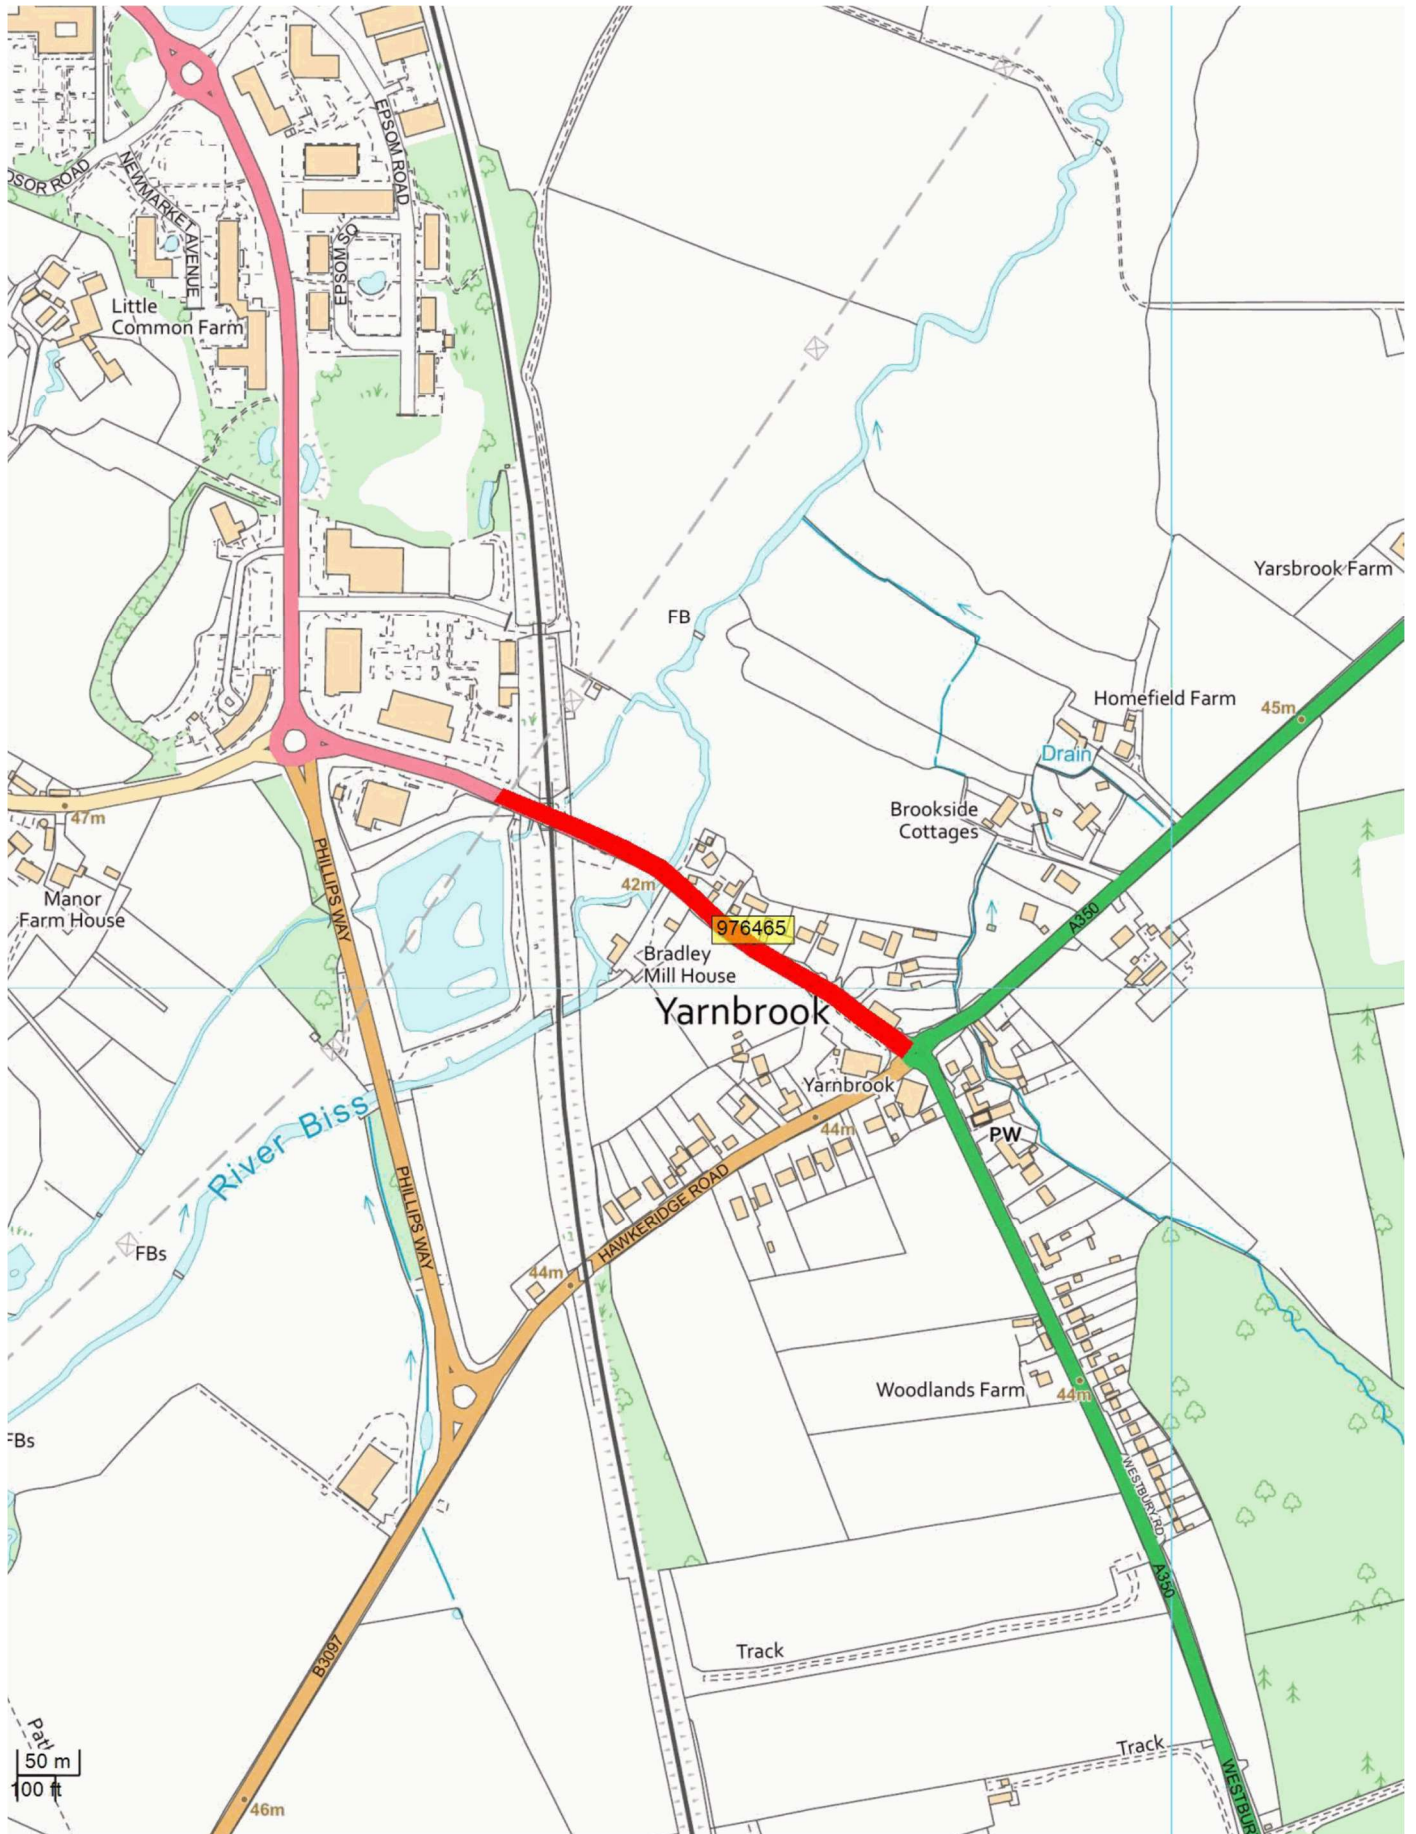 EPSOM ROAD
DSOR ROAD
NEWMARKET AVENUE
EPSOM SQ
Little
Common Farm
Yarsbrook Farm
FB
Homefield Farm
45m
Drain
47m
Brookside
Cottages
PHILLIPS WAY
42m
Manor
Farm House
976465
A350
Bradley
Mill House
Yarnbrook
Yarnbrook
River Biss
44m
PW
PHILLIPS WAY
HAWKERIDGE ROAD
FBs
44m
Woodlands Farm
44m
FBs
WESTBURY RD
A350
B3097
Track
Path
Track
50 m
100 ft
46m
WESTBUR